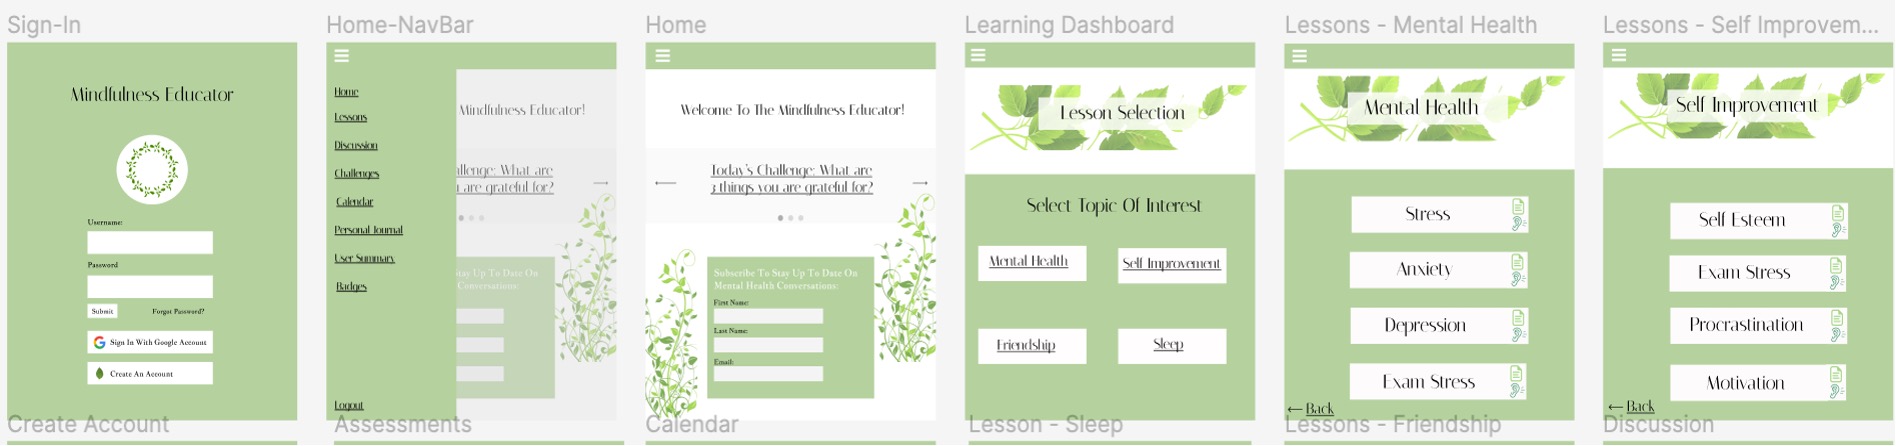 Sign-In
Mindfulness Educator
Username:
Password
Submit
Forgot Password?
Sign In With Google Account
Create An Account
Home-NavBar
Home
Lessons
Discussion
Challenges
Calendar
Personal Journal
User Summary
Badges
Logout
Mindfulness Educator!
allenge: What are
u are grateful for?
Stay Up To Date On
Conversations:
Home
Welcome To The Mindfulness Educator!
← Today's Challenge: What are →
3 things you are grateful for?
Subscribe To Stay Up To Date On
Mental Health Conversations:
First Name:
Last Name:
Email:
Learning Dashboard
Lesson Selection
Select Topic Of Interest
Mental Health
Self Improvement
Friendship
Sleep
Lessons - Mental Health
Mental Health
Stress
Anxiety
Depression
Exam Stress
← Back
Lessons - Self Improvem...
Self Improvement
Self Esteem
Exam Stress
Procrastination
Motivation
← Back
Create Account
Assessments
Calendar
Lesson - Sleep
Lessons - Friendship
Discussion